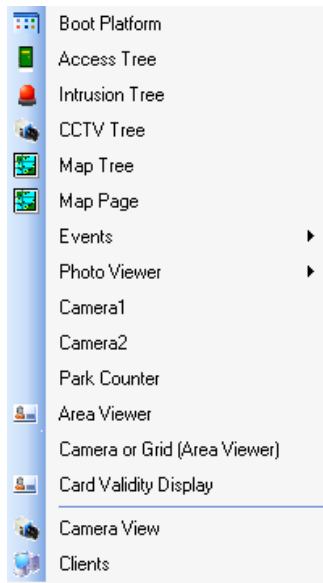 Boot Platform
Access Tree
Intrusion Tree
CCTV Tree
Map Tree
Map Page
Events
Photo Viewer
Camera1
Camera2
Park Counter
Area Viewer
Camera or Grid (Area Viewer)
Card Validity Display
Camera View
Clients